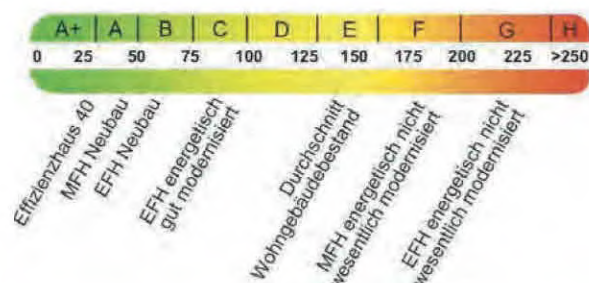 A+ A B C D E F G H
0 25 50 75 100 125 150 175 200 225 >250
Effizienzhaus 40
MFH Neubau
EFH Neubau
EFH energetisch
gut modernisiert
Durchschnitt
Wohngebäudebestand
MFH energetisch nicht
wesentlich modernisiert
EFH energetisch nicht
wesentlich modernisiert